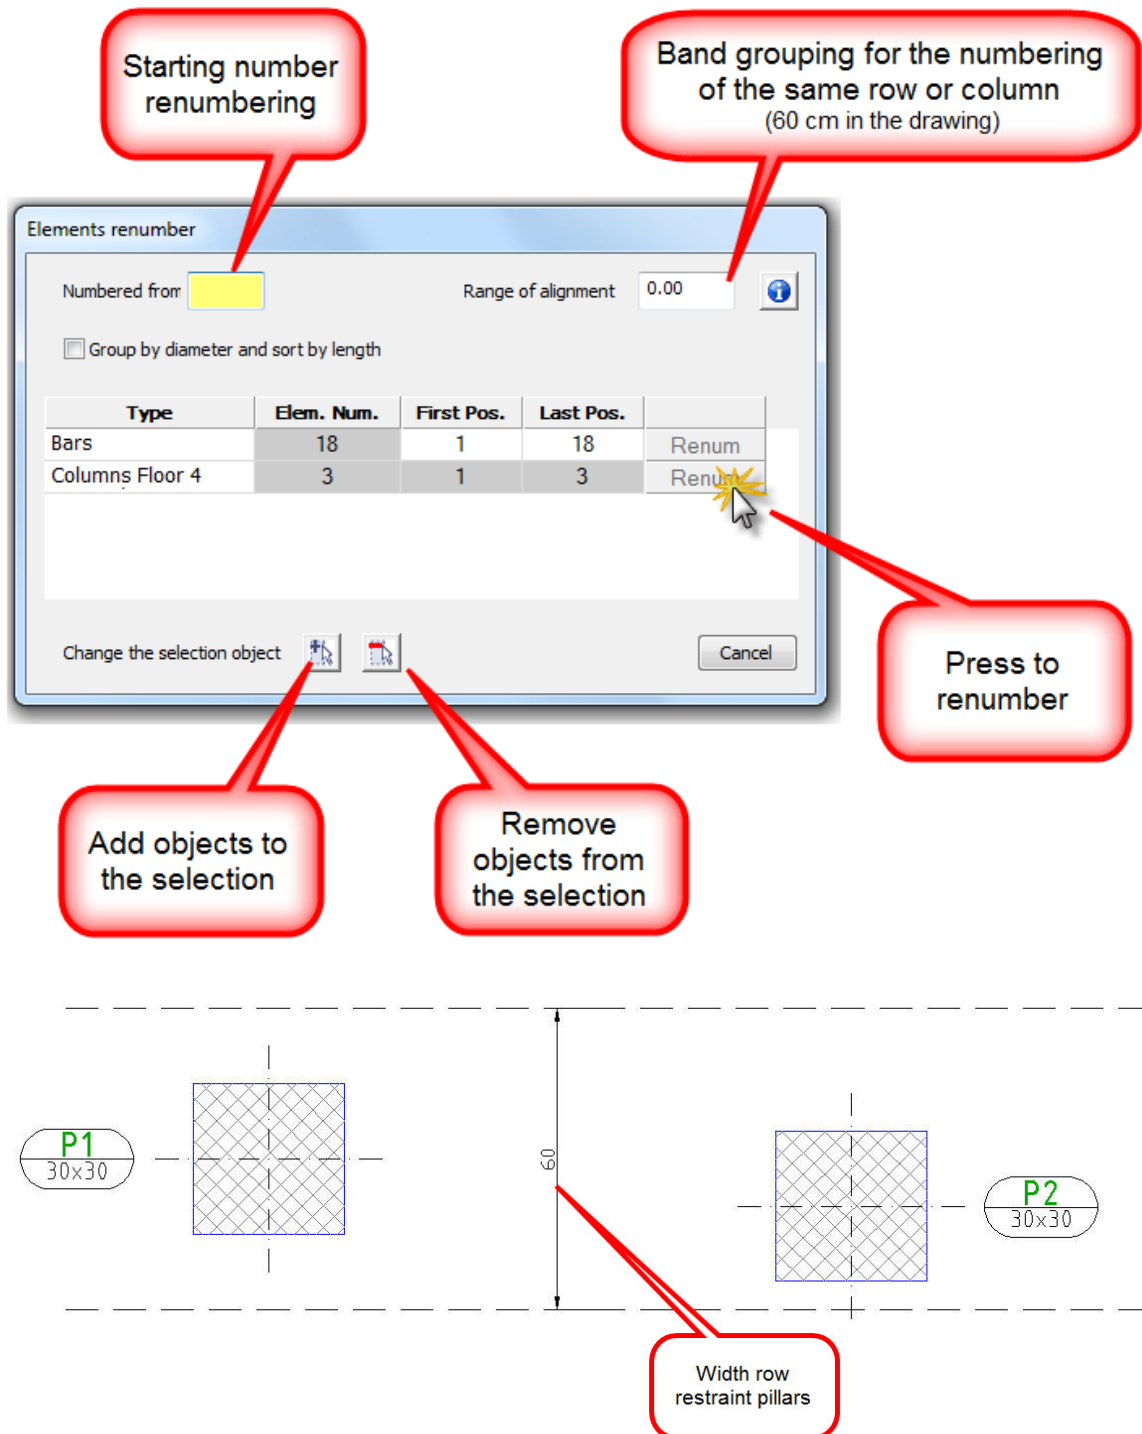 Starting number
renumbering
Band grouping for the numbering
of the same row or column
(60 cm in the drawing)
Elements renumber
Numbered from
Range of alignment 0.00
Group by diameter and sort by length
Type Elem. Num. First Pos. Last Pos.
Bars 18 1 18 Renum
Columns Floor 4 3 1 3 Renum
Change the selection object
Cancel
Press to
renumber
Add objects to
the selection
Remove
objects from
the selection
P1
30x30
60
P2
30x30
Width row
restraint pillars